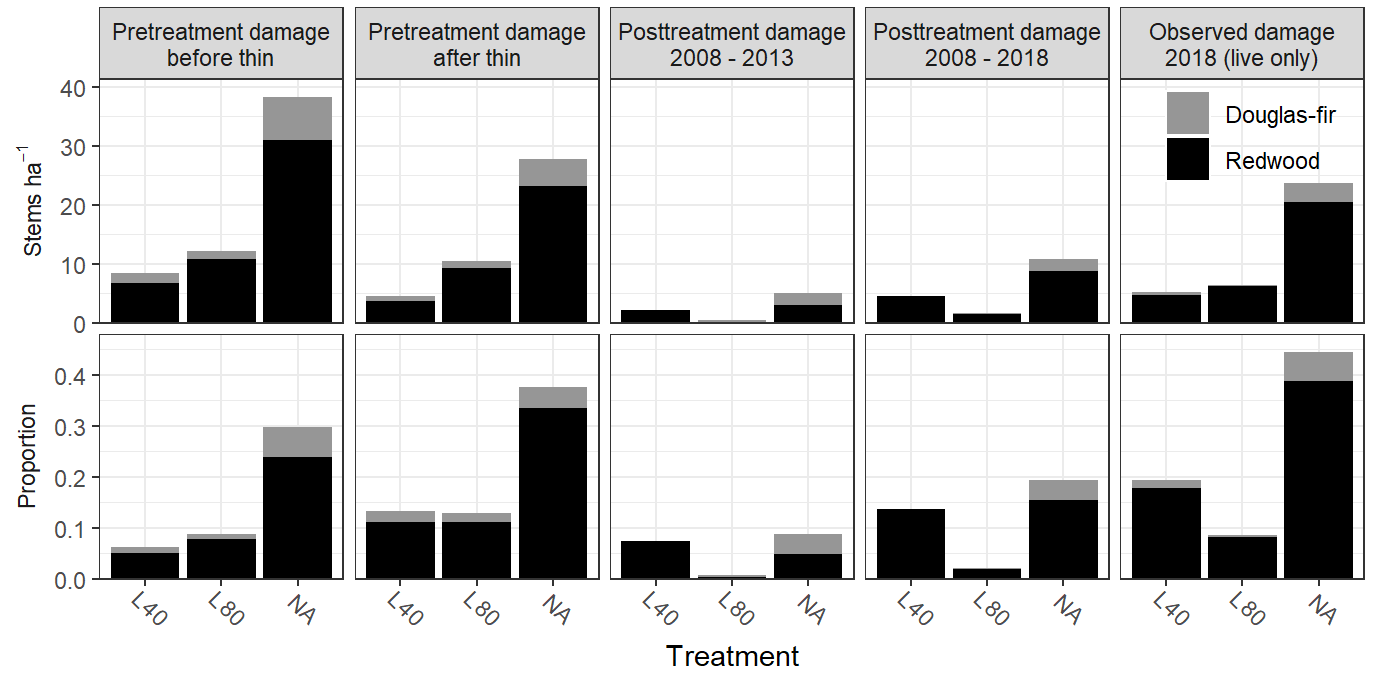 Pretreatment damage
before thin
Pretreatment damage
after thin
Posttreatment damage
2008 - 2013
Posttreatment damage
2008 - 2018
Observed damage
2018 (live only)
Stems ha⁻¹
40
30
20
10
0
Douglas-fir
Redwood
Proportion
0.4
0.3
0.2
0.1
0.0
L40 L80 NA L40 L80 NA L40 L80 NA L40 L80 NA L40 L80 NA
Treatment